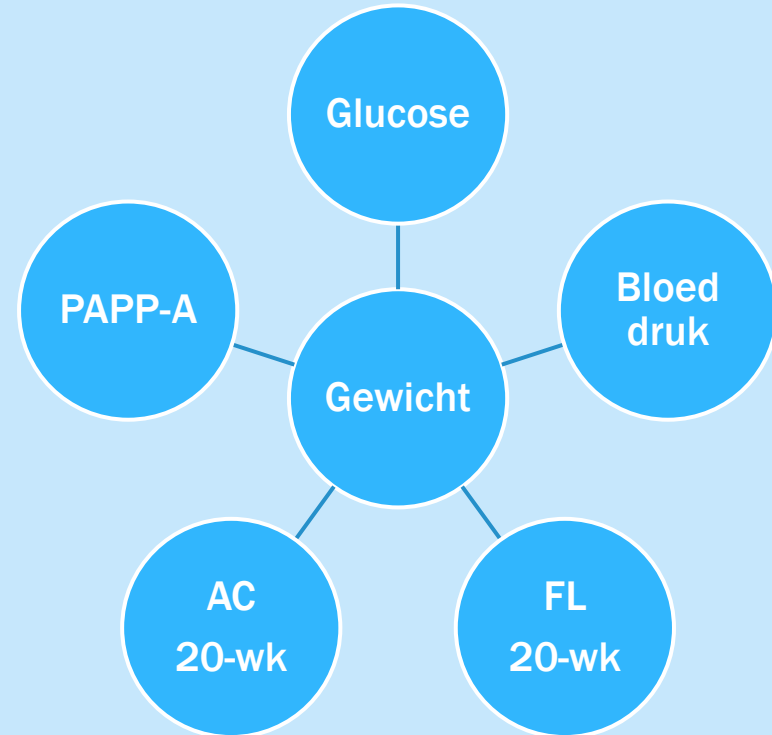 Glucose
PAPP-A
Bloed
druk
Gewicht
AC
20-wk
FL
20-wk